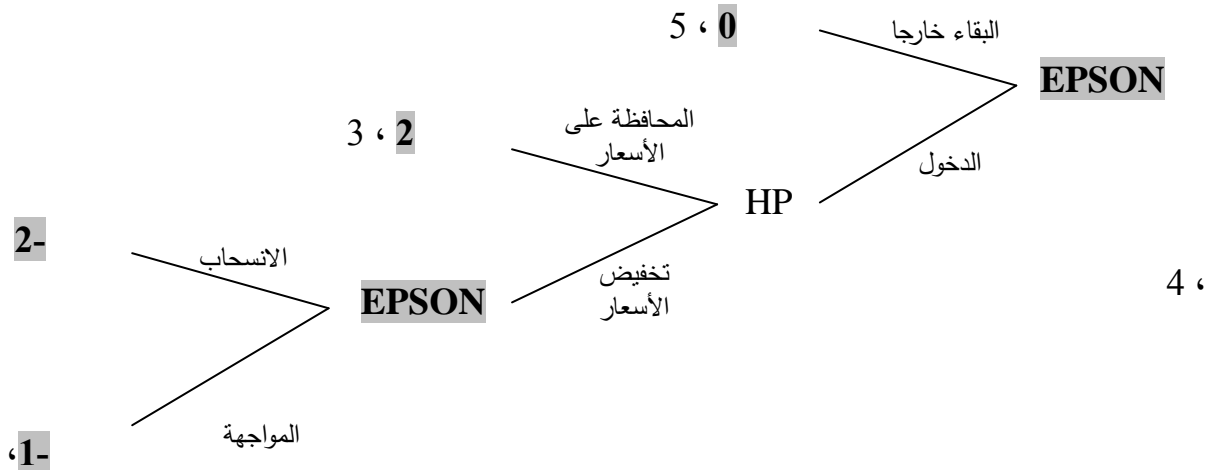 5 ، 0
البقاء خارجا
EPSON
3 ، 2
المحافظة على
الأسعار
HP
الدخول
2-
الانسحاب
EPSON
تخفيض
الأسعار
4 ،
المواجهة
،1-